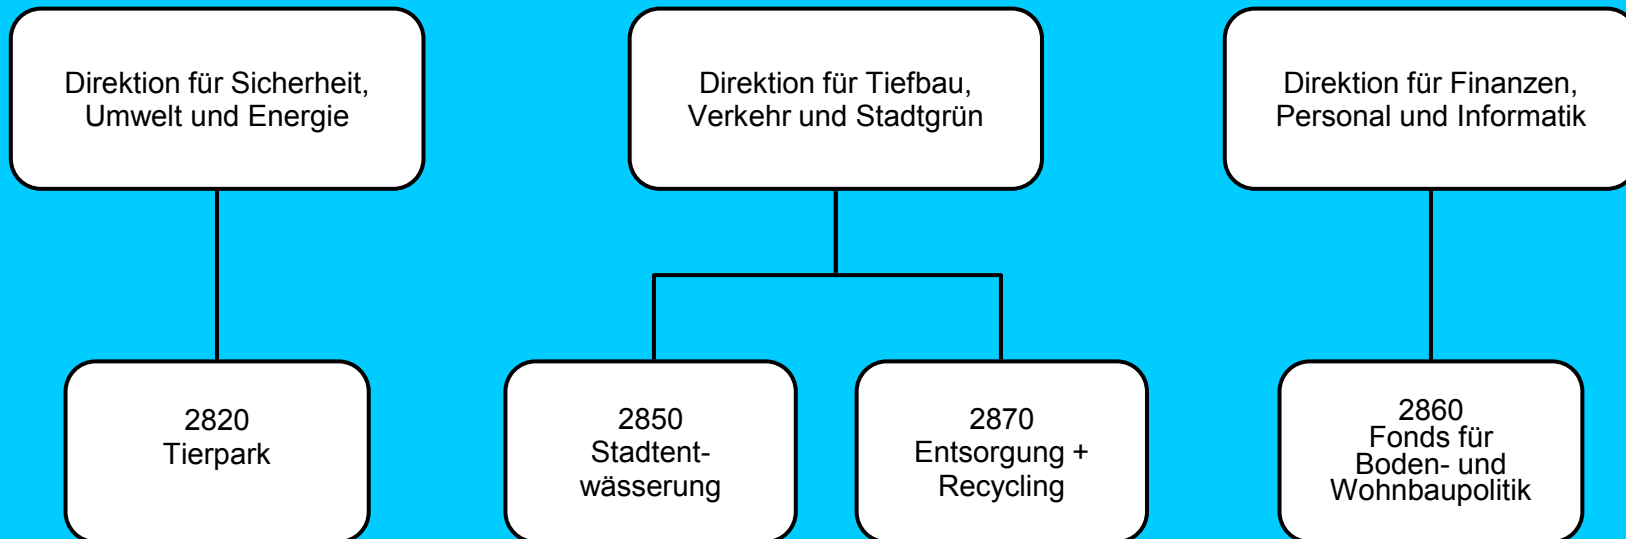 Direktion für Sicherheit,
Umwelt und Energie
Direktion für Tiefbau,
Verkehr und Stadtgrün
Direktion für Finanzen,
Personal und Informatik
2820
Tierpark
2850
Stadtent-
wässerung
2870
Entsorgung +
Recycling
2860
Fonds für
Boden- und
Wohnbaupolitik